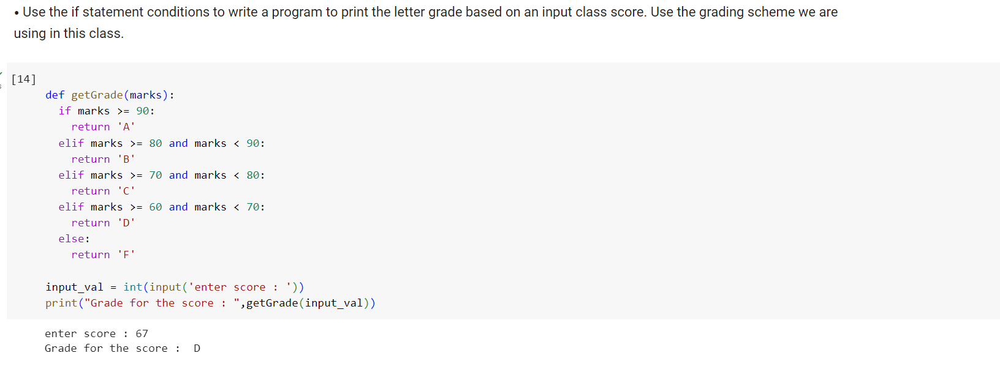 • Use the if statement conditions to write a program to print the letter grade based on an input class score. Use the grading scheme we are
using in this class.
[14]
def getGrade(marks):
  if marks >= 90:
    return 'A'
  elif marks >= 80 and marks < 90:
    return 'B'
  elif marks >= 70 and marks < 80:
    return 'C'
  elif marks >= 60 and marks < 70:
    return 'D'
  else:
    return 'F'

input_val = int(input('enter score : '))
print("Grade for the score : ",getGrade(input_val))
enter score : 67
Grade for the score :  D